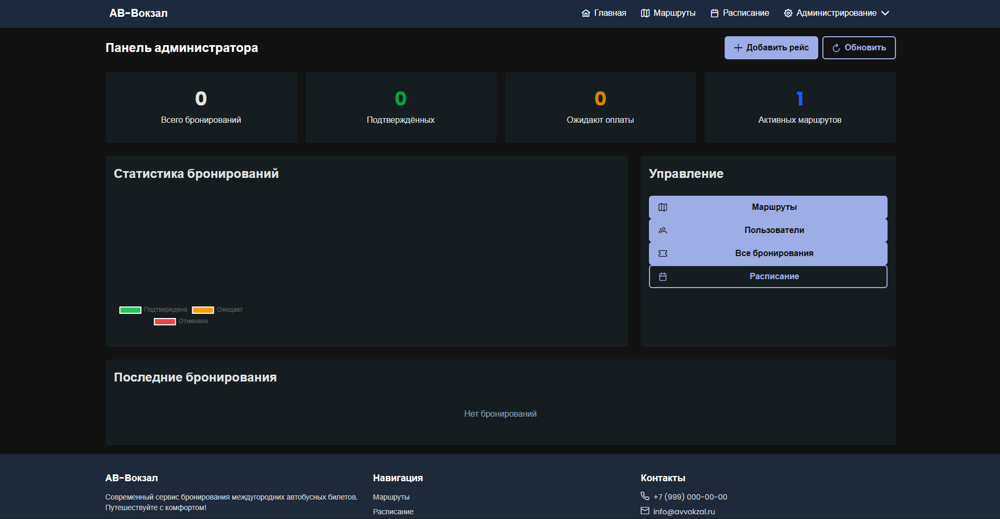 АВ-Вокзал
Главная
Маршруты
Расписание
Администрирование
Панель администратора
Добавить рейс
Обновить
0
Всего бронирований
0
Подтверждённых
0
Ожидают оплаты
1
Активных маршрутов
Статистика бронирований
Подтверждено
Ожидает
Отменено
Управление
Маршруты
Пользователи
Все бронирования
Расписание
Последние бронирования
Нет бронирований
АВ-Вокзал
Современный сервис бронирования междугородних автобусных билетов.
Путешествуйте с комфортом!
Навигация
Маршруты
Расписание
Контакты
+7 (999) 000-00-00
info@avvokzal.ru